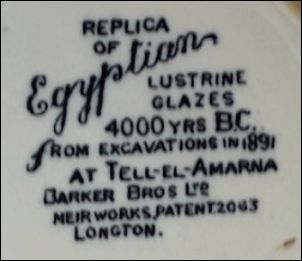 REPLICA
OF
Egyptian
LUSTRINE
GLAZES
4000 YRS B.C.
FROM EXCAVATIONS IN 1891
AT TELL-EL-AMARNA
BARKER BROS LTD
MEIR WORKS, PATENT 2063
LONGTON.